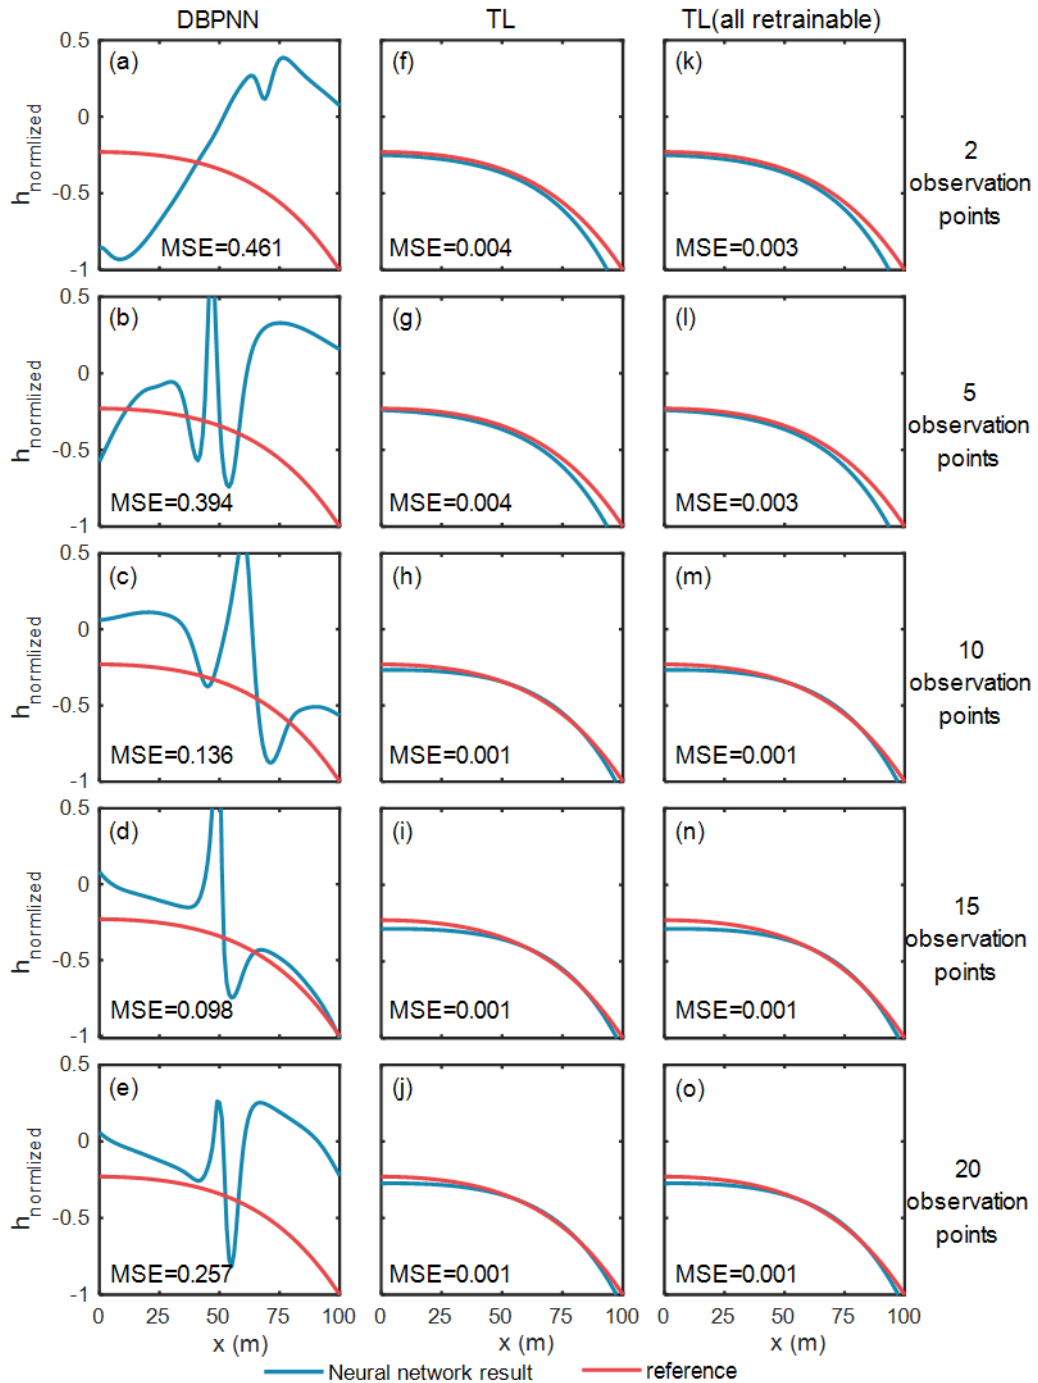 DBPNN TL TL(all retrainable)
0.5 (a) (f) (k)
0
hnormlized
-0.5
MSE=0.461 MSE=0.004 MSE=0.003
-1
2
observation
points
0.5 (b) (g) (l)
0
hnormlized
-0.5
MSE=0.394 MSE=0.004 MSE=0.003
-1
5
observation
points
0.5 (c) (h) (m)
0
hnormlized
-0.5
MSE=0.136 MSE=0.001 MSE=0.001
-1
10
observation
points
0.5 (d) (i) (n)
0
hnormlized
-0.5
MSE=0.098 MSE=0.001 MSE=0.001
-1
15
observation
points
0.5 (e) (j) (o)
0
hnormlized
-0.5
MSE=0.257 MSE=0.001 MSE=0.001
-1
20
observation
points
0 25 50 75 100 0 25 50 75 100 0 25 50 75 100
x (m) x (m) x (m)
Neural network result reference